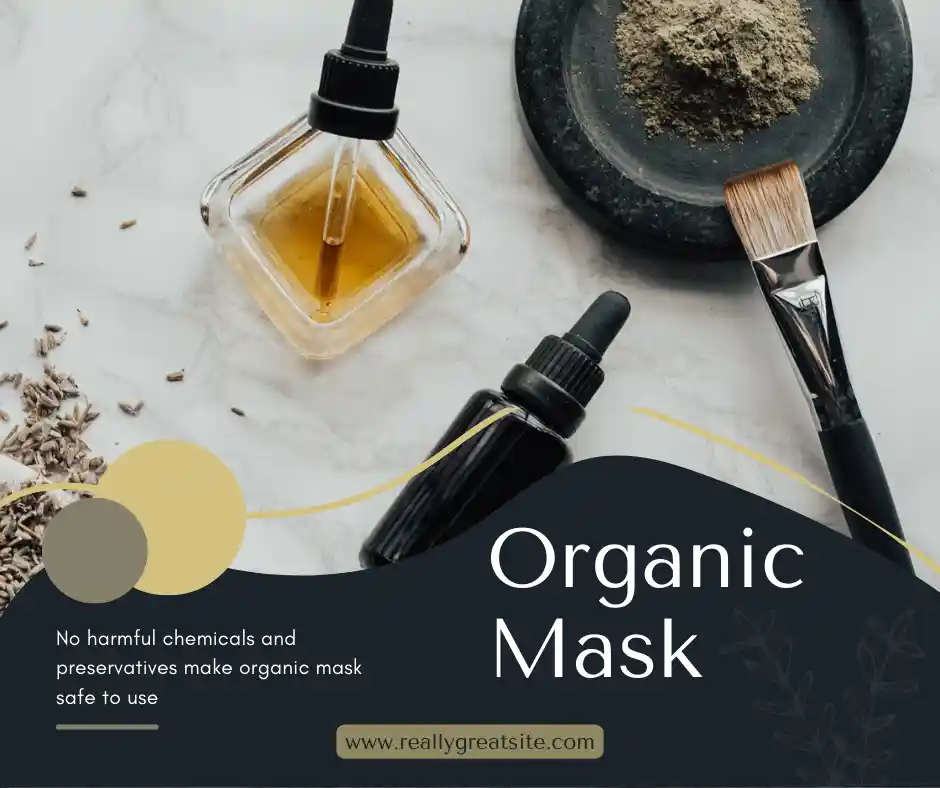 Organic
Mask
No harmful chemicals and
preservatives make organic mask
safe to use
www.reallygreatsite.com